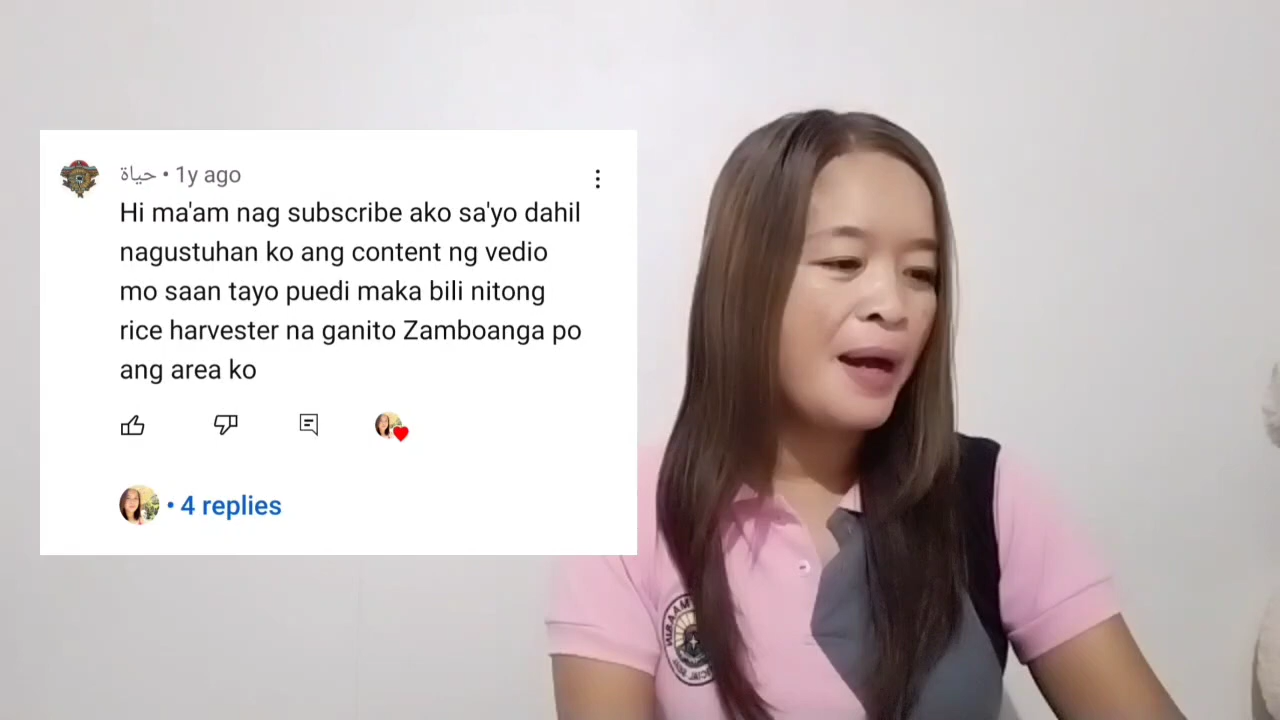 حياة • 1y ago
Hi ma'am nag subscribe ako sa'yo dahil
nagustuhan ko ang content ng vedio
mo saan tayo puedi maka bili nitong
rice harvester na ganito Zamboanga po
ang area ko
• 4 replies